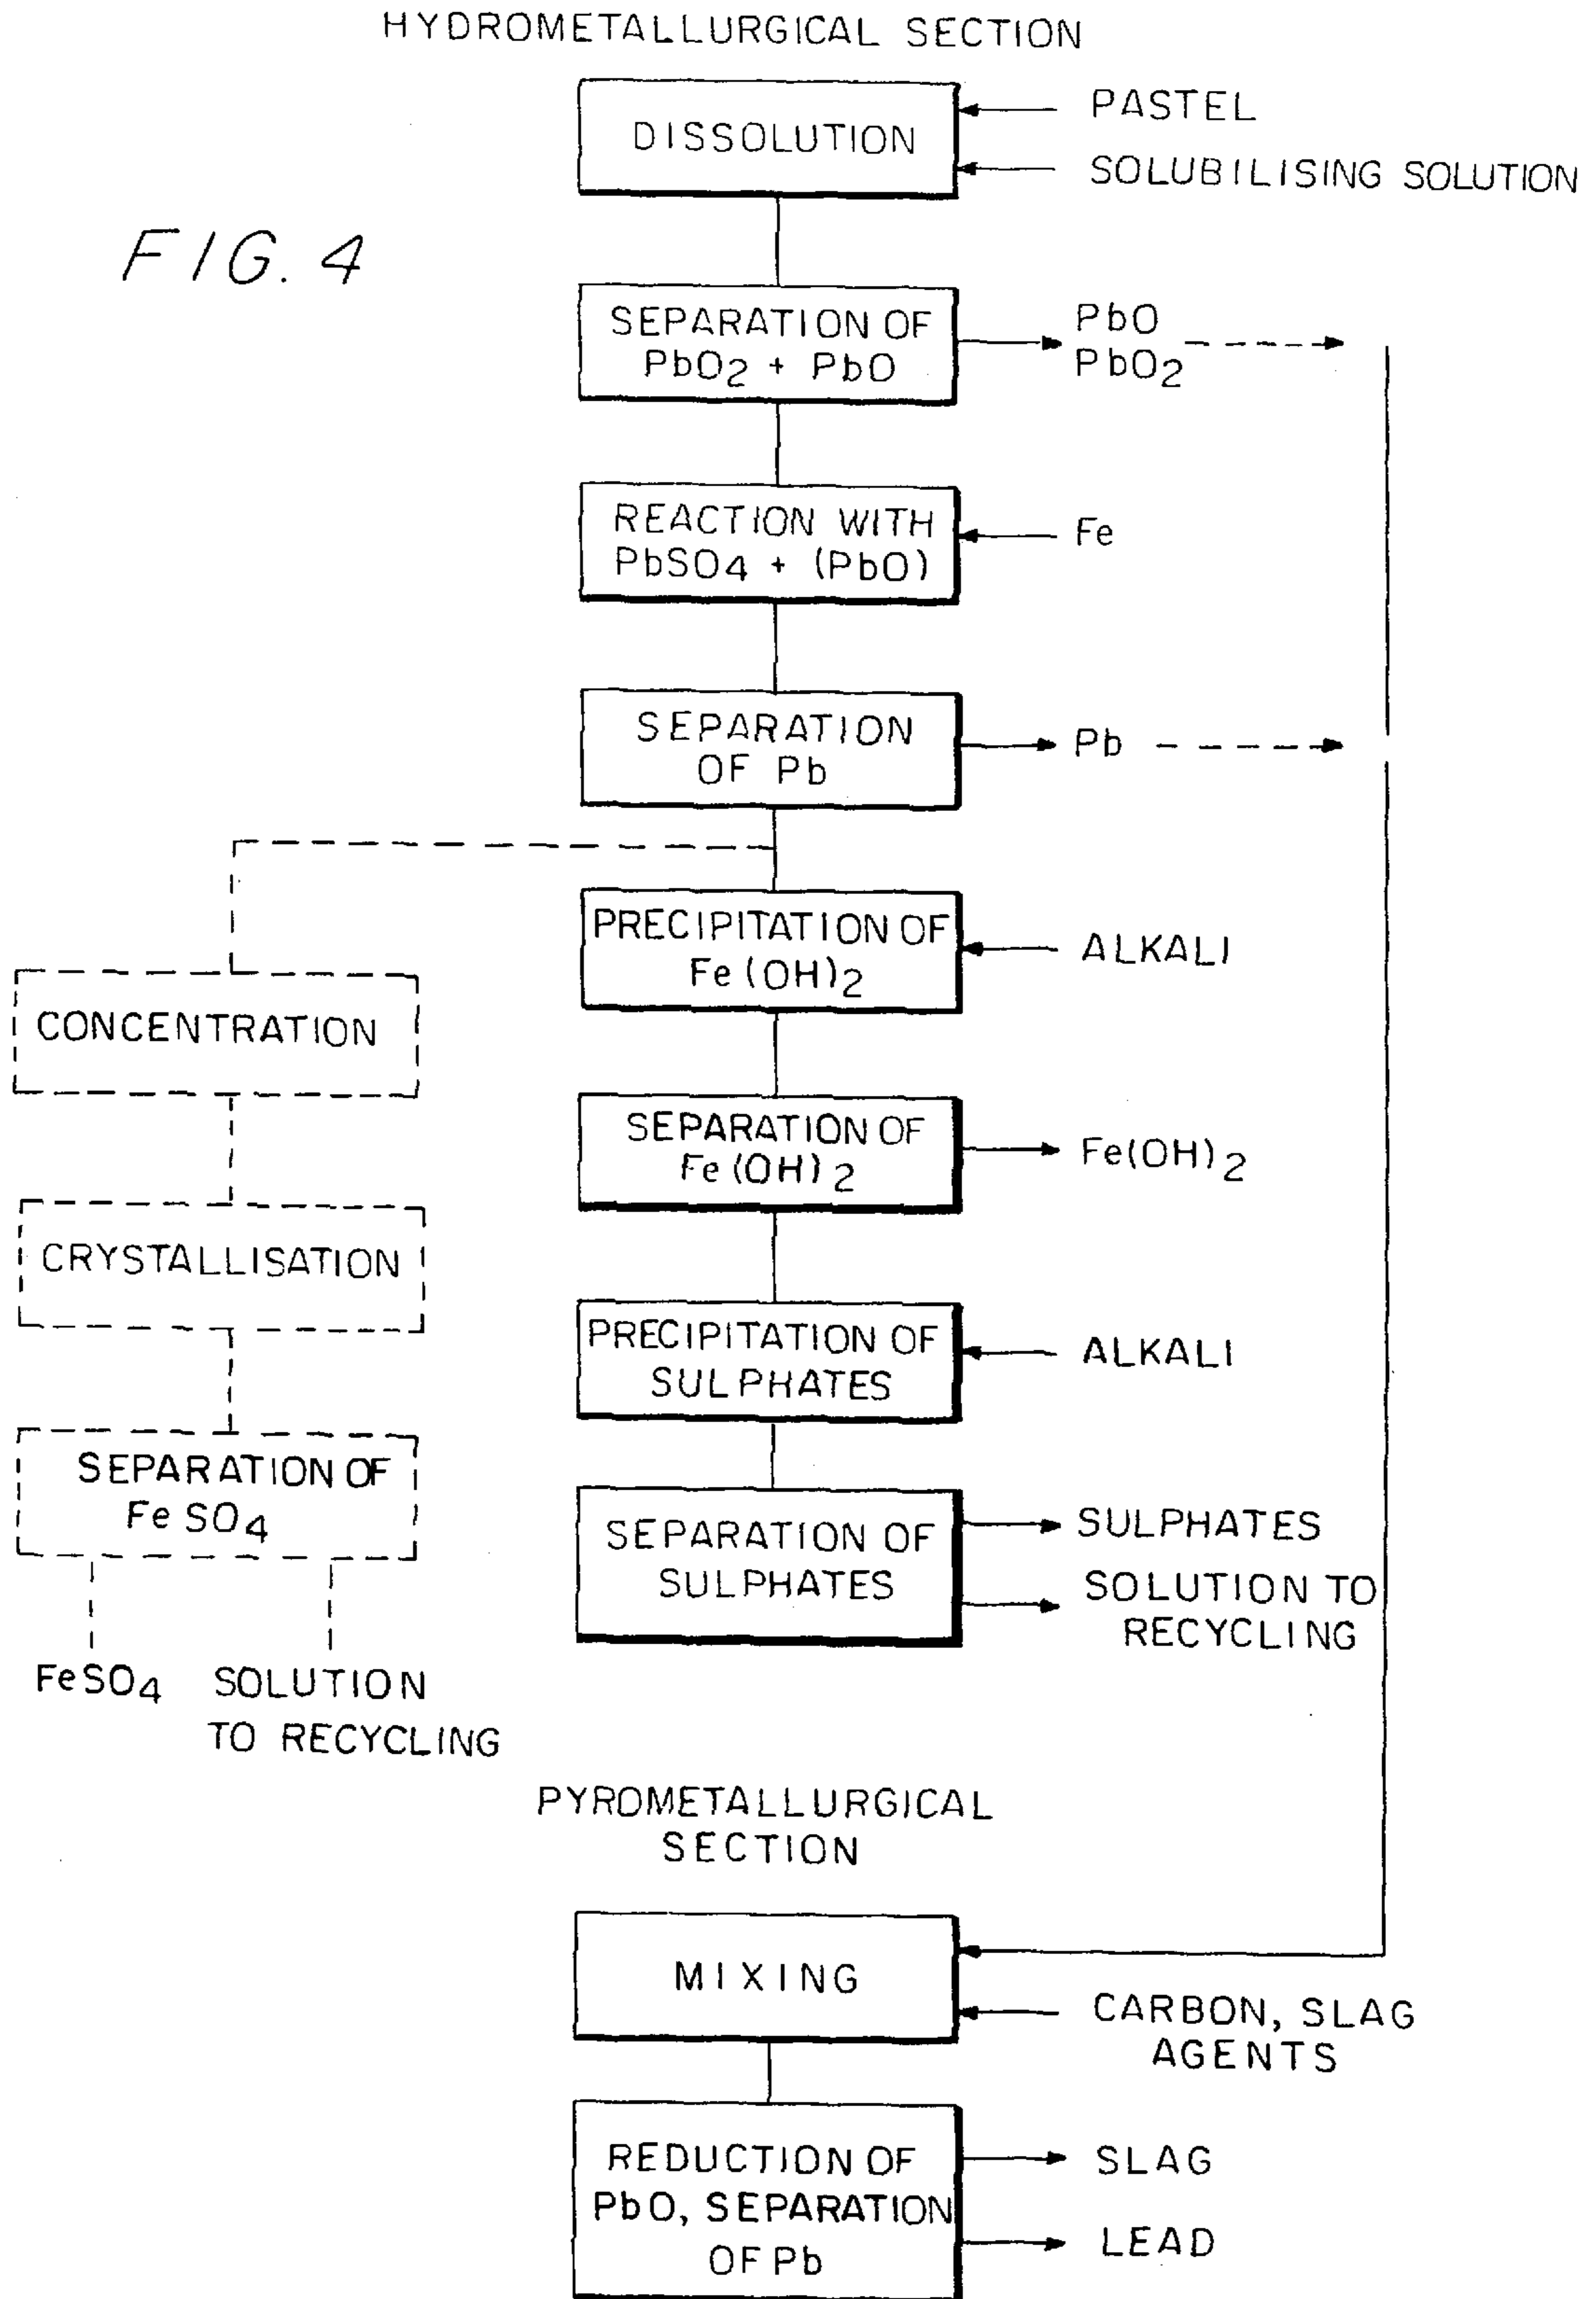 HYDROMETALLURGICAL SECTION
DISSOLUTION
PASTEL
SOLUBILISING SOLUTION
FIG. 4
SEPARATION OF
PbO2 + PbO
PbO
PbO2
REACTION WITH
PbSO4 + (PbO)
Fe
SEPARATION
OF Pb
Pb
PRECIPITATION OF
Fe(OH)2
ALKALI
CONCENTRATION
SEPARATION OF
Fe(OH)2
Fe(OH)2
CRYSTALLISATION
PRECIPITATION OF
SULPHATES
ALKALI
SEPARATION OF
FeSO4
SEPARATION OF
SULPHATES
SULPHATES
SOLUTION TO
RECYCLING
FeSO4
SOLUTION
TO RECYCLING
PYROMETALLURGICAL
SECTION
MIXING
CARBON, SLAG
AGENTS
REDUCTION OF
PbO, SEPARATION
OF Pb
SLAG
LEAD